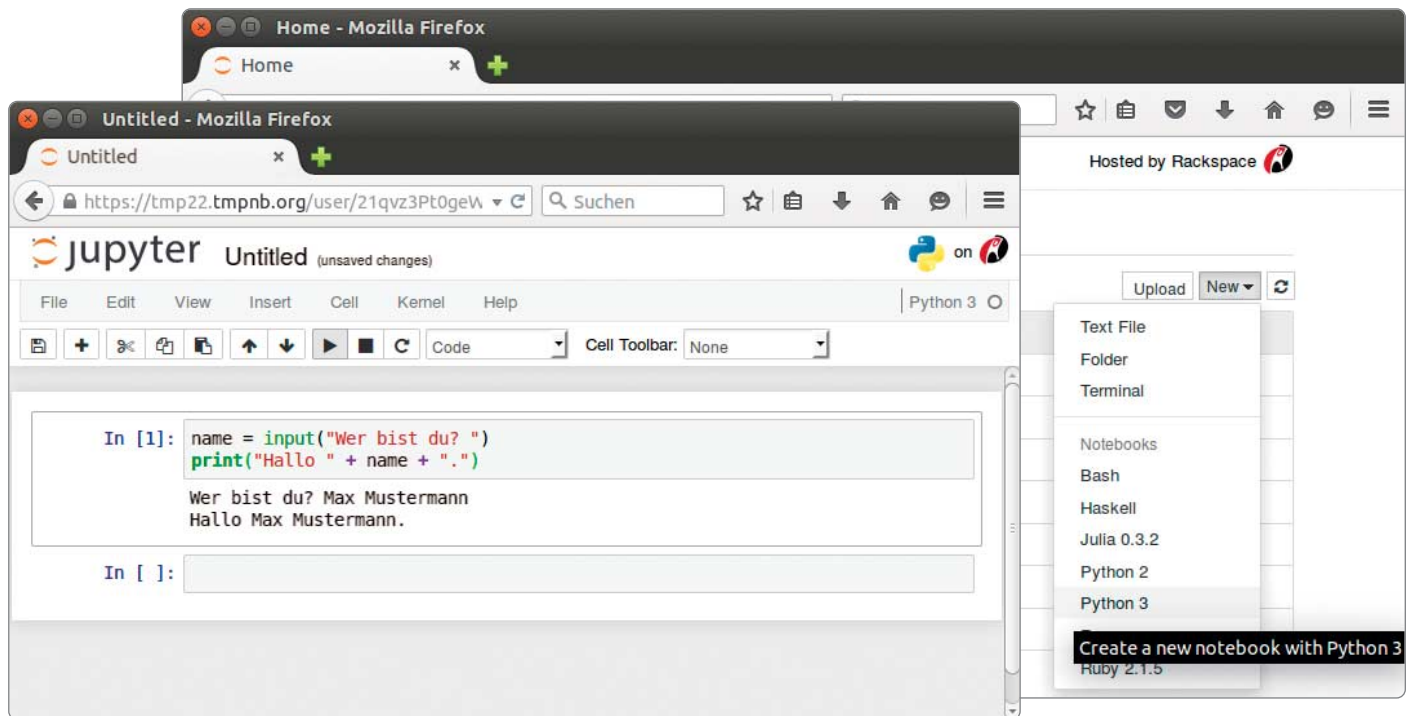 Home - Mozilla Firefox
Home
Untitled - Mozilla Firefox
Untitled
https://tmp22.tmpnb.org/user/21qvz3Pt0geW
Suchen
jupyter Untitled (unsaved changes)
on
File Edit View Insert Cell Kernel Help
Python 3
Code
Cell Toolbar: None
In [1]: name = input("Wer bist du? ")
print("Hallo " + name + ".")
Wer bist du? Max Mustermann
Hallo Max Mustermann.
In [ ]:
Hosted by Rackspace
Upload New
Text File
Folder
Terminal
Notebooks
Bash
Haskell
Julia 0.3.2
Python 2
Python 3
Create a new notebook with Python 3
Ruby 2.1.5